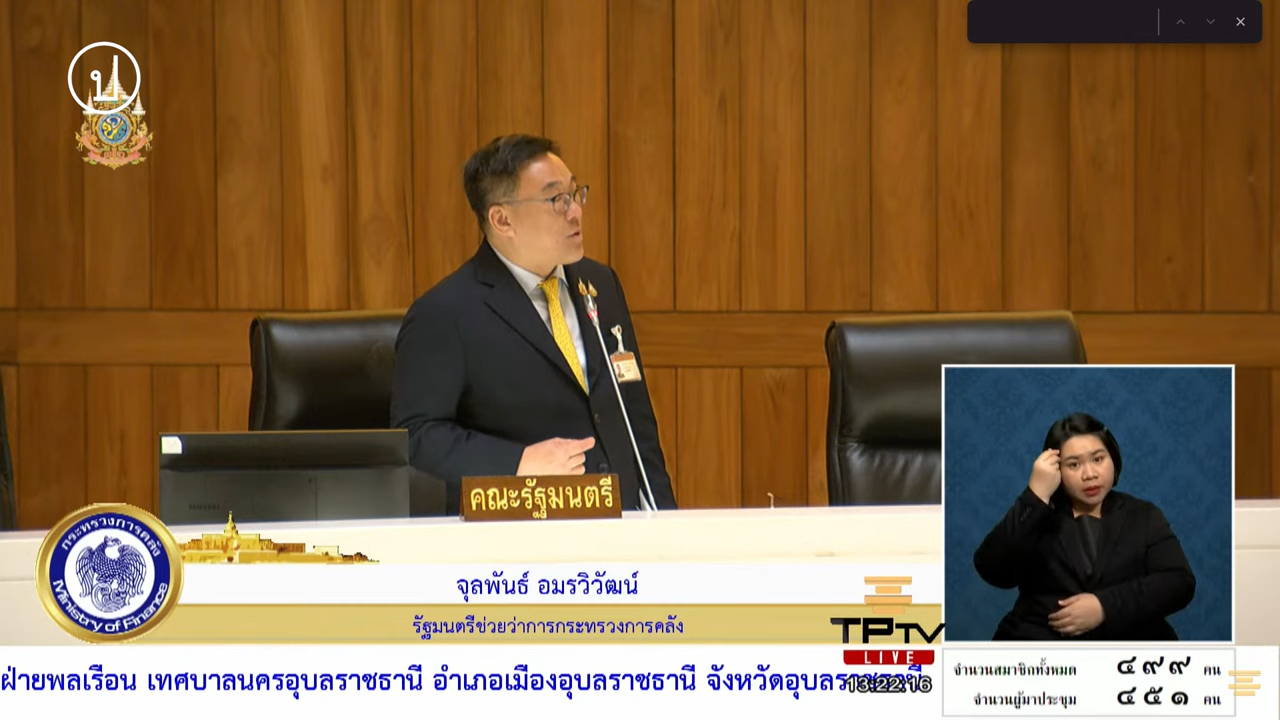 ป
คณะรัฐมนตรี
กระทรวงการคลัง
Ministry of Finance
จุลพันธ์ อมรวิวัฒน์
รัฐมนตรีช่วยว่าการกระทรวงการคลัง
TPTV
LIVE
13:22:16
ฝ่ายพลเรือน เทศบาลนครอุบลราชธานี อำเภอเมืองอุบลราชธานี จังหวัดอุบลราชธานี
จำนวนสมาชิกทั้งหมด ๔๙๙ คน
จำนวนผู้มาประชุม ๔๕๑ คน